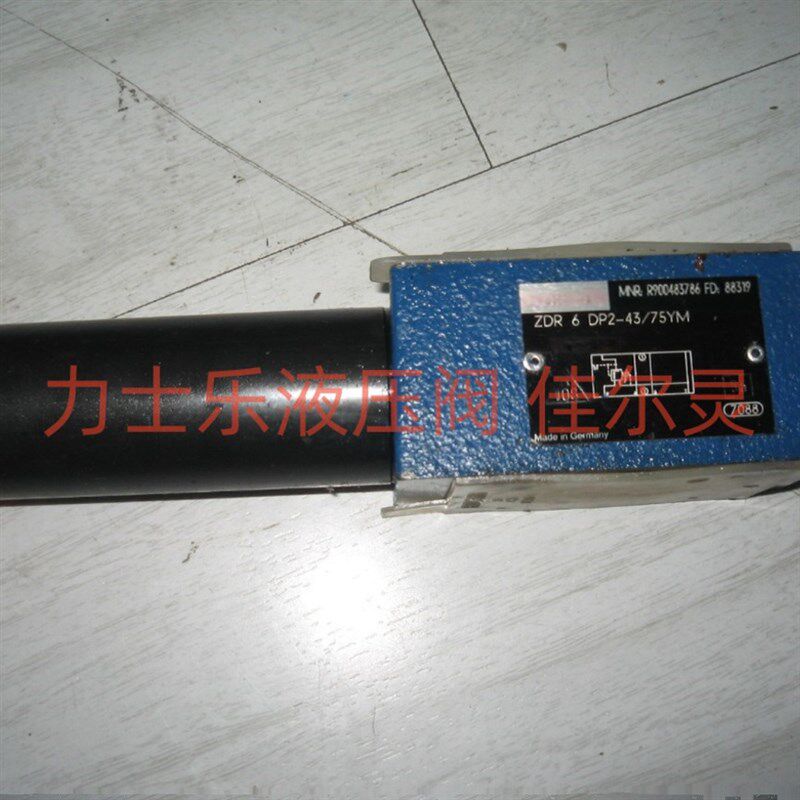 MNR: R900483786 FD: 88319
ZDR 6 DP2-43/75YM
力士乐液压阀 佳尔灵
7088
Made in Germany